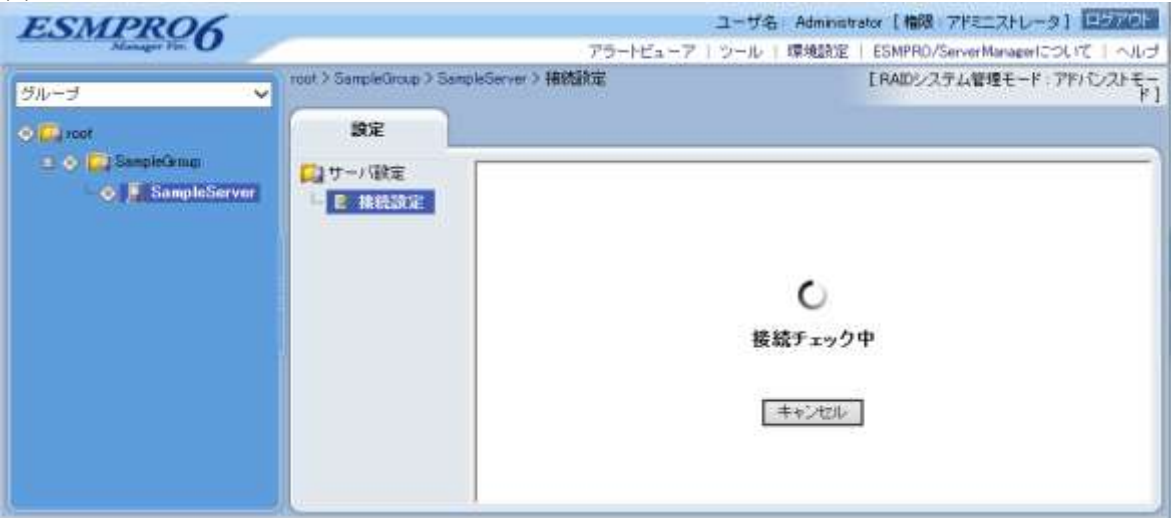 ESMPRO6
Manager Ver.
ユーザ名: Administrator [ 権限: アドミニストレータ ] ログアウト
アラートビューア | ツール | 環境設定 | ESMPRO/ServerManagerについて | ヘルプ
グループ
root > SampleGroup > SampleServer > 接続設定
[ RAIDシステム管理モード : アドバンストモード ]
root
SampleGroup
SampleServer
設定
サーバ設定
接続設定
接続チェック中
キャンセル